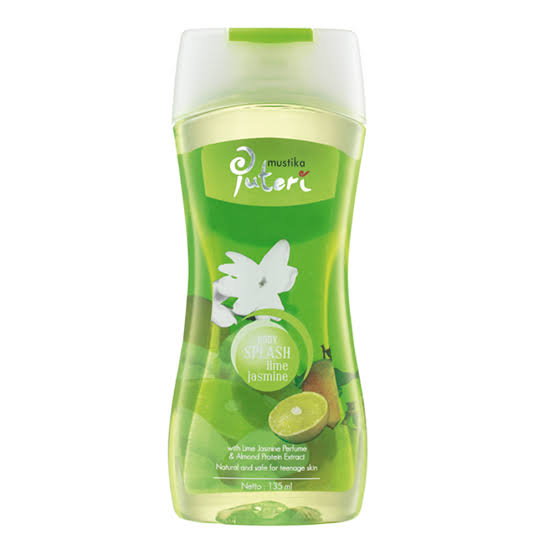 mustika
Puteri
BODY
SPLASH
lime
jasmine
with Lime Jasmine Perfume
& Almond Protein Extract
Natural and safe for teenage skin
Netto : 135 ml